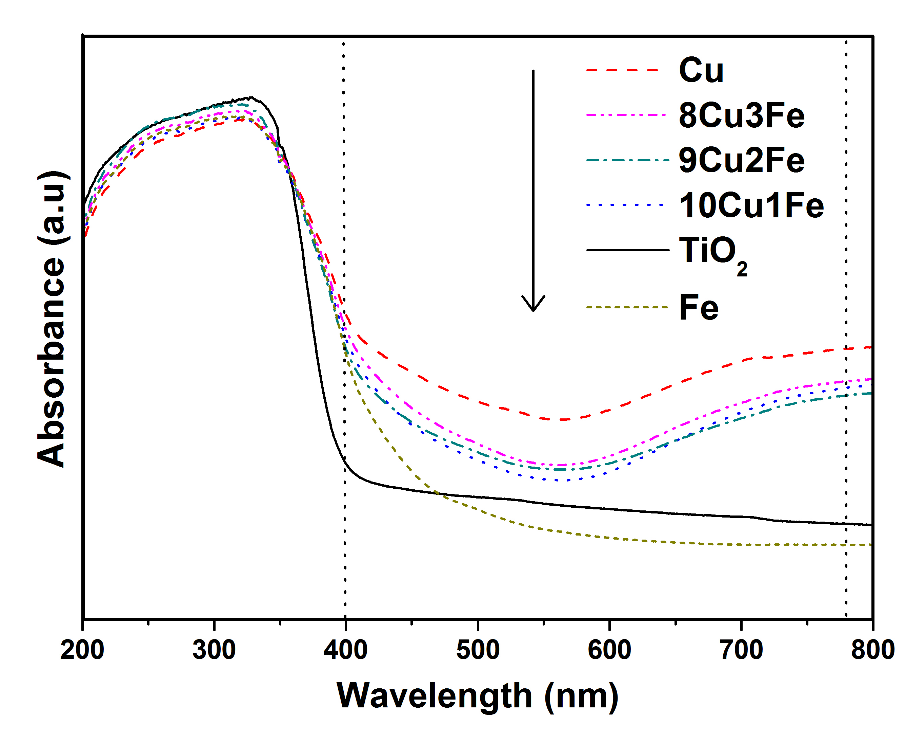 Cu
8Cu3Fe
9Cu2Fe
10Cu1Fe
TiO₂
Fe
Absorbance (a.u)
200 300 400 500 600 700 800
Wavelength (nm)